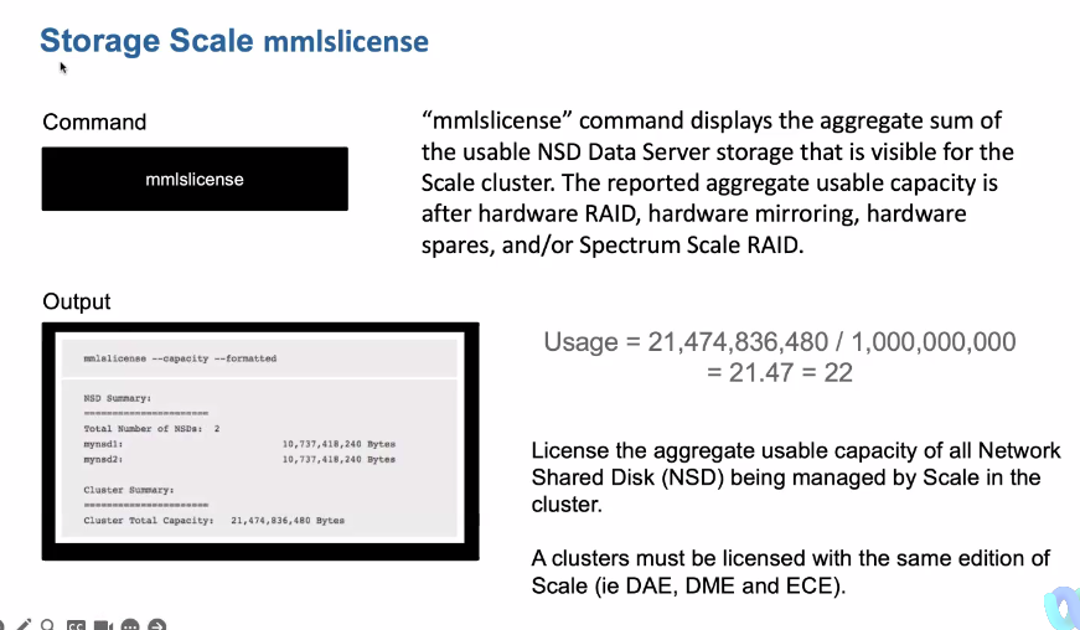 Storage Scale mmlslicense
Command
mmlslicense
"mmlslicense" command displays the aggregate sum of
the usable NSD Data Server storage that is visible for the
Scale cluster. The reported aggregate usable capacity is
after hardware RAID, hardware mirroring, hardware
spares, and/or Spectrum Scale RAID.
Output
mmlslicense --capacity --formatted
NSD Summary:
======================
Total Number of NSDs: 2
mynsd1: 10,737,418,240 Bytes
mynsd2: 10,737,418,240 Bytes
Cluster Summary:
======================
Cluster Total Capacity: 21,474,836,480 Bytes
Usage = 21,474,836,480 / 1,000,000,000
= 21.47 = 22
License the aggregate usable capacity of all Network
Shared Disk (NSD) being managed by Scale in the
cluster.
A clusters must be licensed with the same edition of
Scale (ie DAE, DME and ECE).
CC